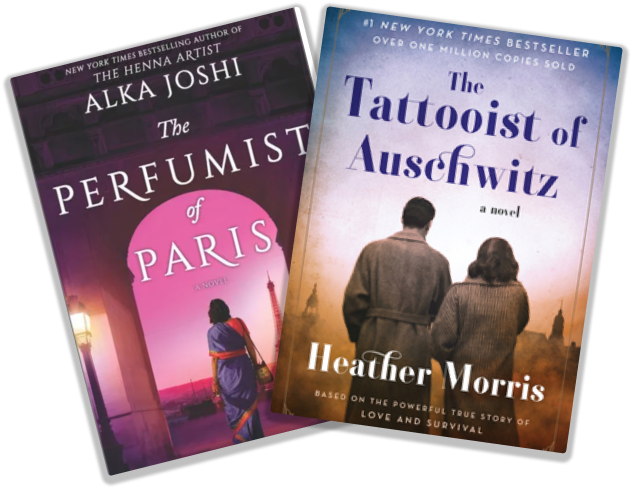 NEW YORK TIMES BESTSELLING AUTHOR OF
THE HENNA ARTIST
ALKA JOSHI
The
PERFUMIST
of
PARIS
A NOVEL
#1 NEW YORK TIMES BESTSELLER
OVER ONE MILLION COPIES SOLD
The
Tattooist of
Auschwitz
a novel
Heather Morris
BASED ON THE POWERFUL TRUE STORY OF
LOVE AND SURVIVAL